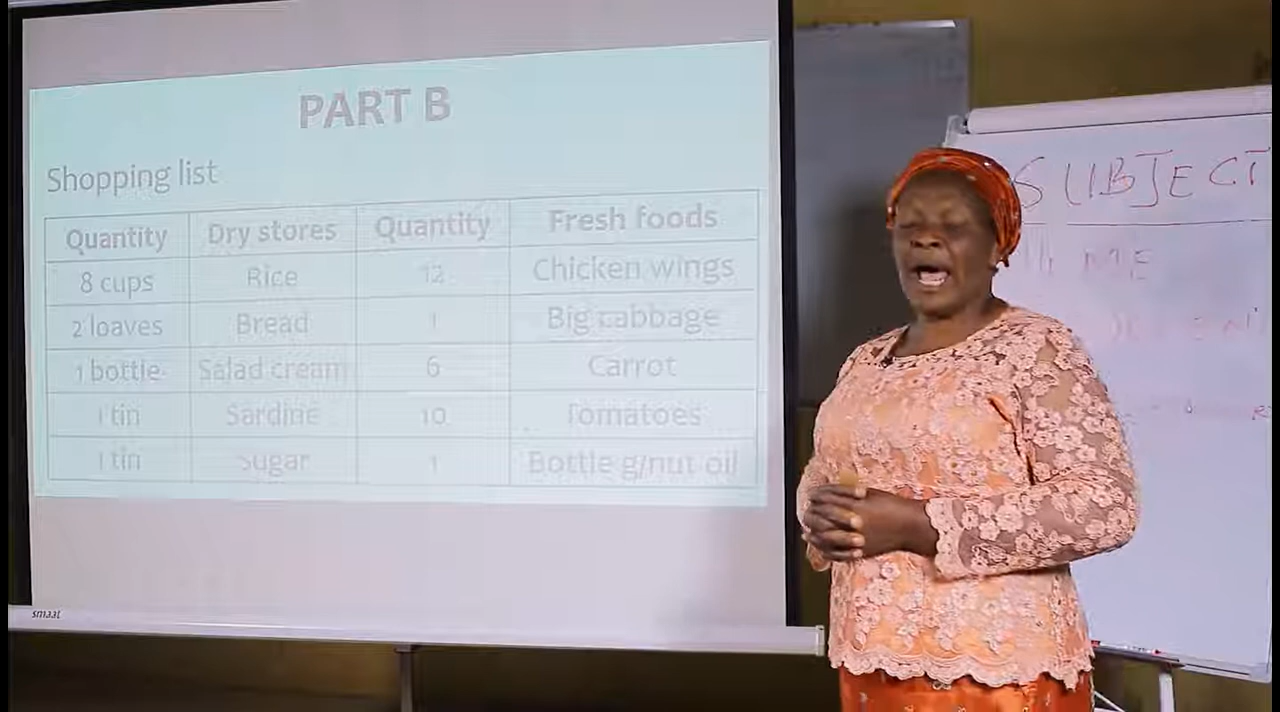 PART B
Shopping list
Quantity Dry stores Quantity Fresh foods
8 cups Rice 12 Chicken wings
2 loaves Bread 1 Big cabbage
1 bottle Salad cream 6 Carrot
1 tin Sardine 10 Tomatoes
1 tin Sugar 1 Bottle g/nut oil
smaat
SUBJECT